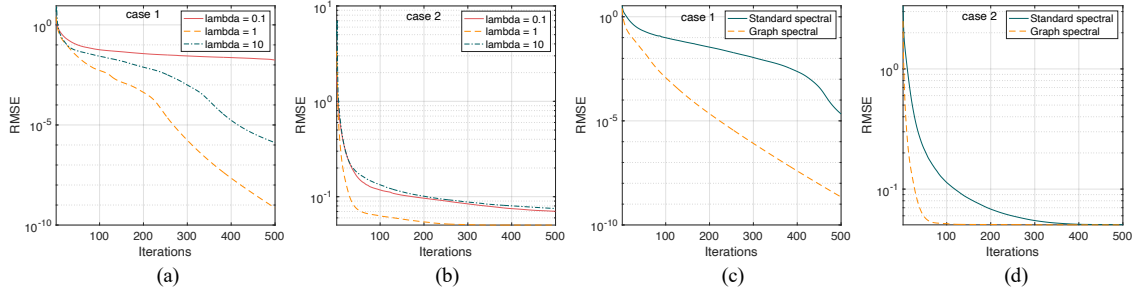 case 1
lambda = 0.1
lambda = 1
lambda = 10
10^0
10^-5
10^-10
RMSE
100 200 300 400 500
Iterations
(a)
case 2
lambda = 0.1
lambda = 1
lambda = 10
10^1
10^0
10^-1
RMSE
100 200 300 400 500
Iterations
(b)
case 1
Standard spectral
Graph spectral
10^0
10^-5
10^-10
RMSE
100 200 300 400 500
Iterations
(c)
case 2
Standard spectral
Graph spectral
10^0
10^-1
RMSE
100 200 300 400 500
Iterations
(d)